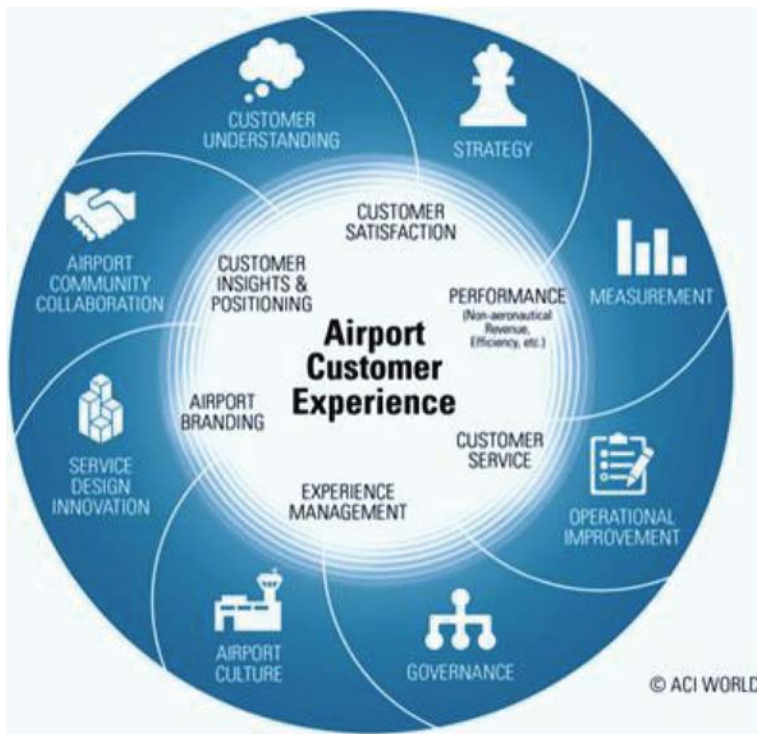 CUSTOMER
UNDERSTANDING
STRATEGY
MEASUREMENT
OPERATIONAL
IMPROVEMENT
GOVERNANCE
AIRPORT
CULTURE
SERVICE
DESIGN
INNOVATION
AIRPORT
COMMUNITY
COLLABORATION
CUSTOMER
SATISFACTION
PERFORMANCE
(Non-aeronautical
Revenue,
Efficiency, etc.)
CUSTOMER
SERVICE
EXPERIENCE
MANAGEMENT
AIRPORT
BRANDING
CUSTOMER
INSIGHTS &
POSITIONING
Airport
Customer
Experience
© ACI WORLD